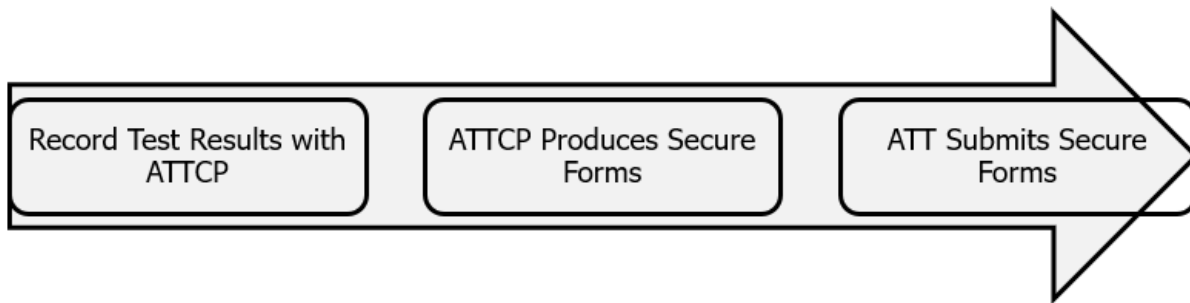 Record Test Results with
ATTCP
ATTCP Produces Secure
Forms
ATT Submits Secure
Forms